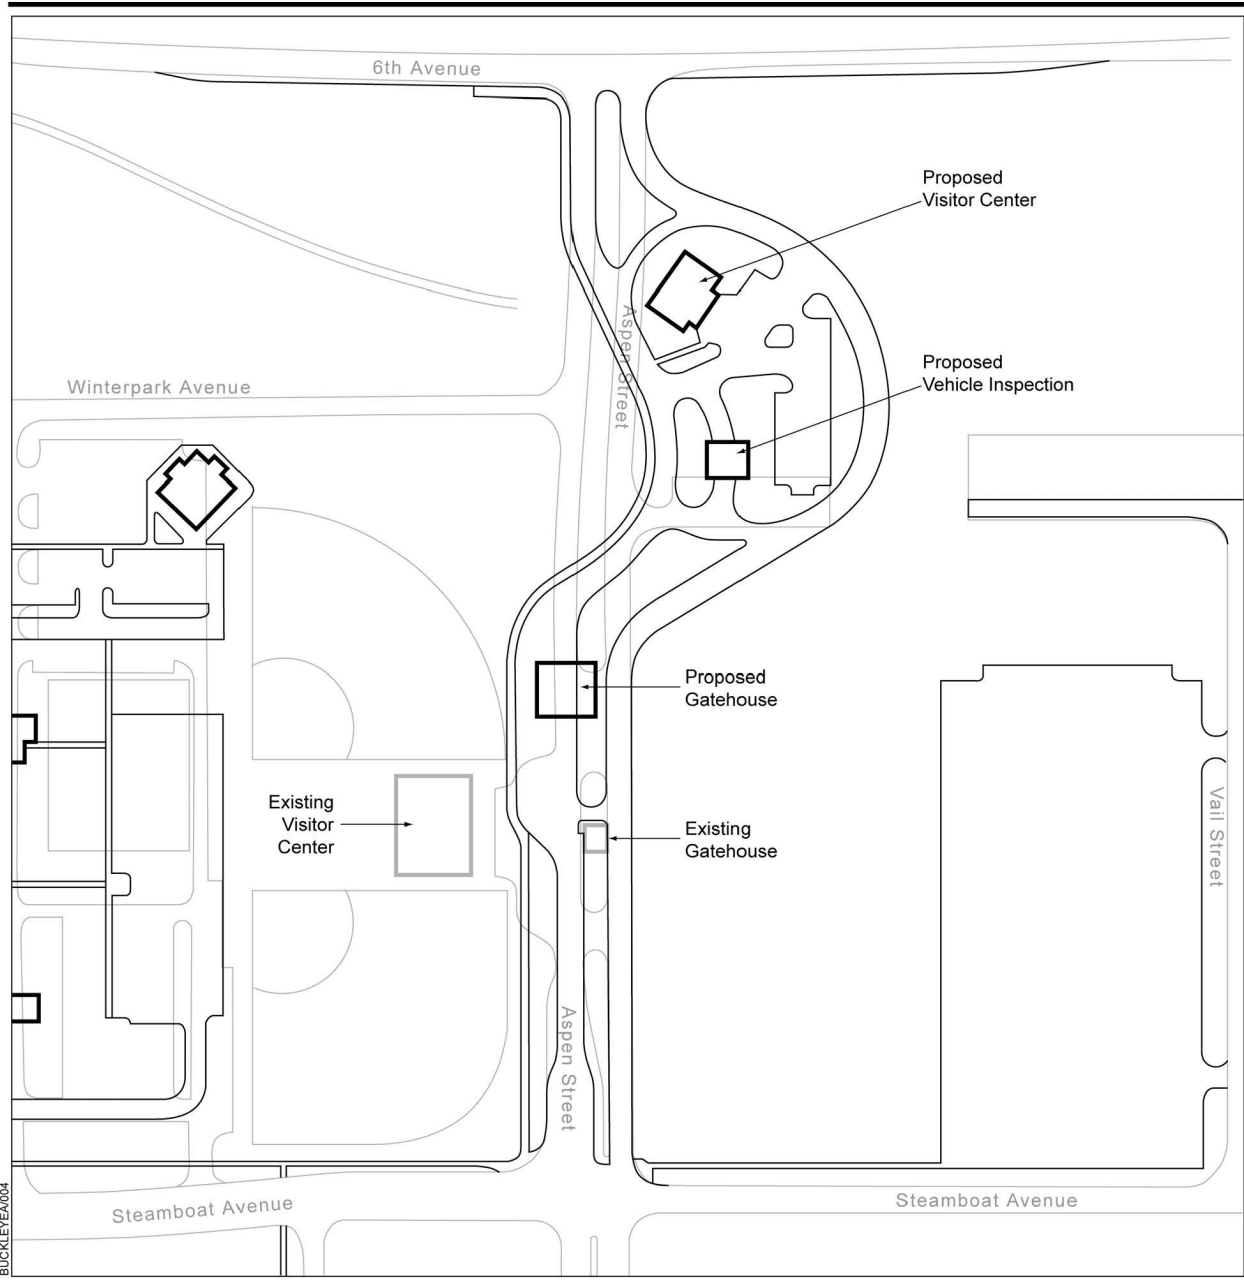 6th Avenue
Proposed
Visitor Center
Aspen Street
Proposed
Vehicle Inspection
Winterpark Avenue
Proposed
Gatehouse
Existing
Visitor
Center
Existing
Gatehouse
Vail Street
Aspen Street
Steamboat Avenue
Steamboat Avenue
BUCKLEYEA/004